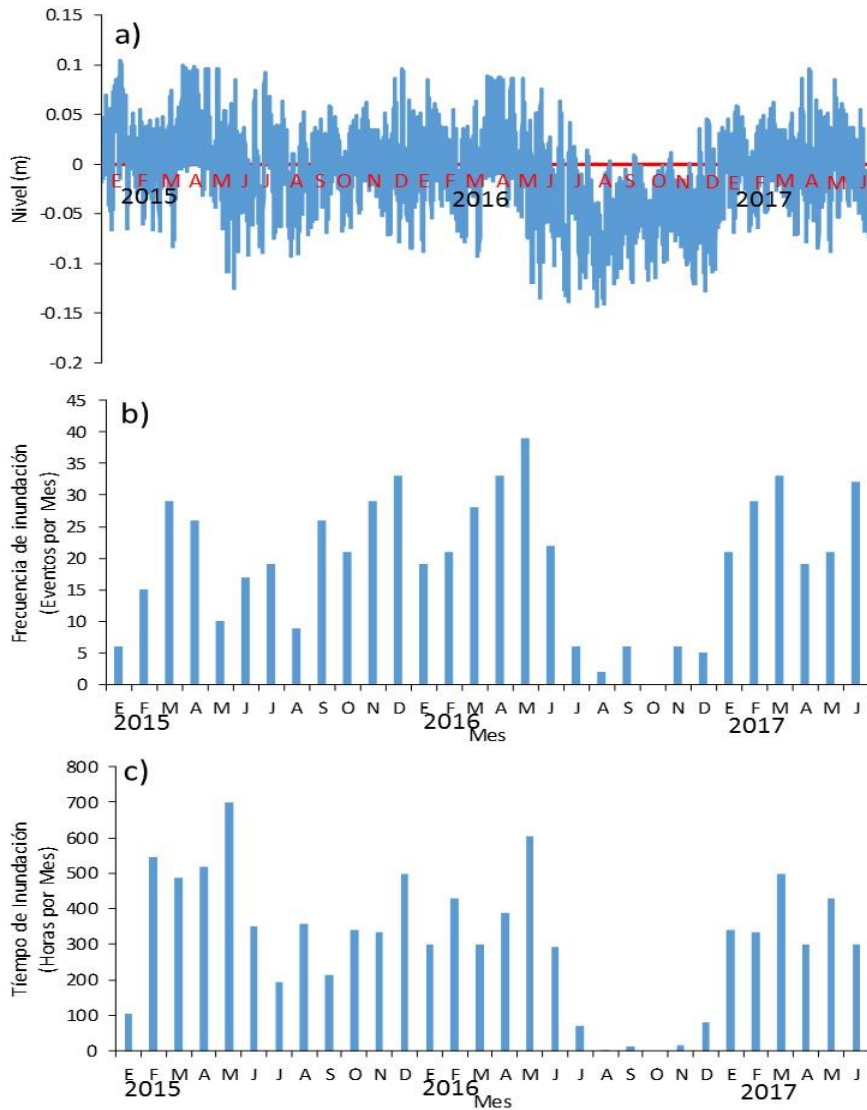 a)
Nivel (m)
0.15
0.1
0.05
0
-0.05
-0.1
-0.15
-0.2
E F M A M J J A S O N D E F M A M J J A S O N D E F M A M J
2015 2016 2017
b)
Frecuencia de inundación
(Eventos por Mes)
45
40
35
30
25
20
15
10
5
0
E F M A M J J A S O N D E F M A M J J A S O N D E F M A M J
2015 2016 2017
Mes
c)
Tiempo de Inundación
(Horas por Mes)
800
700
600
500
400
300
200
100
0
E F M A M J J A S O N D E F M A M J J A S O N D E F M A M J
2015 2016 2017
Mes